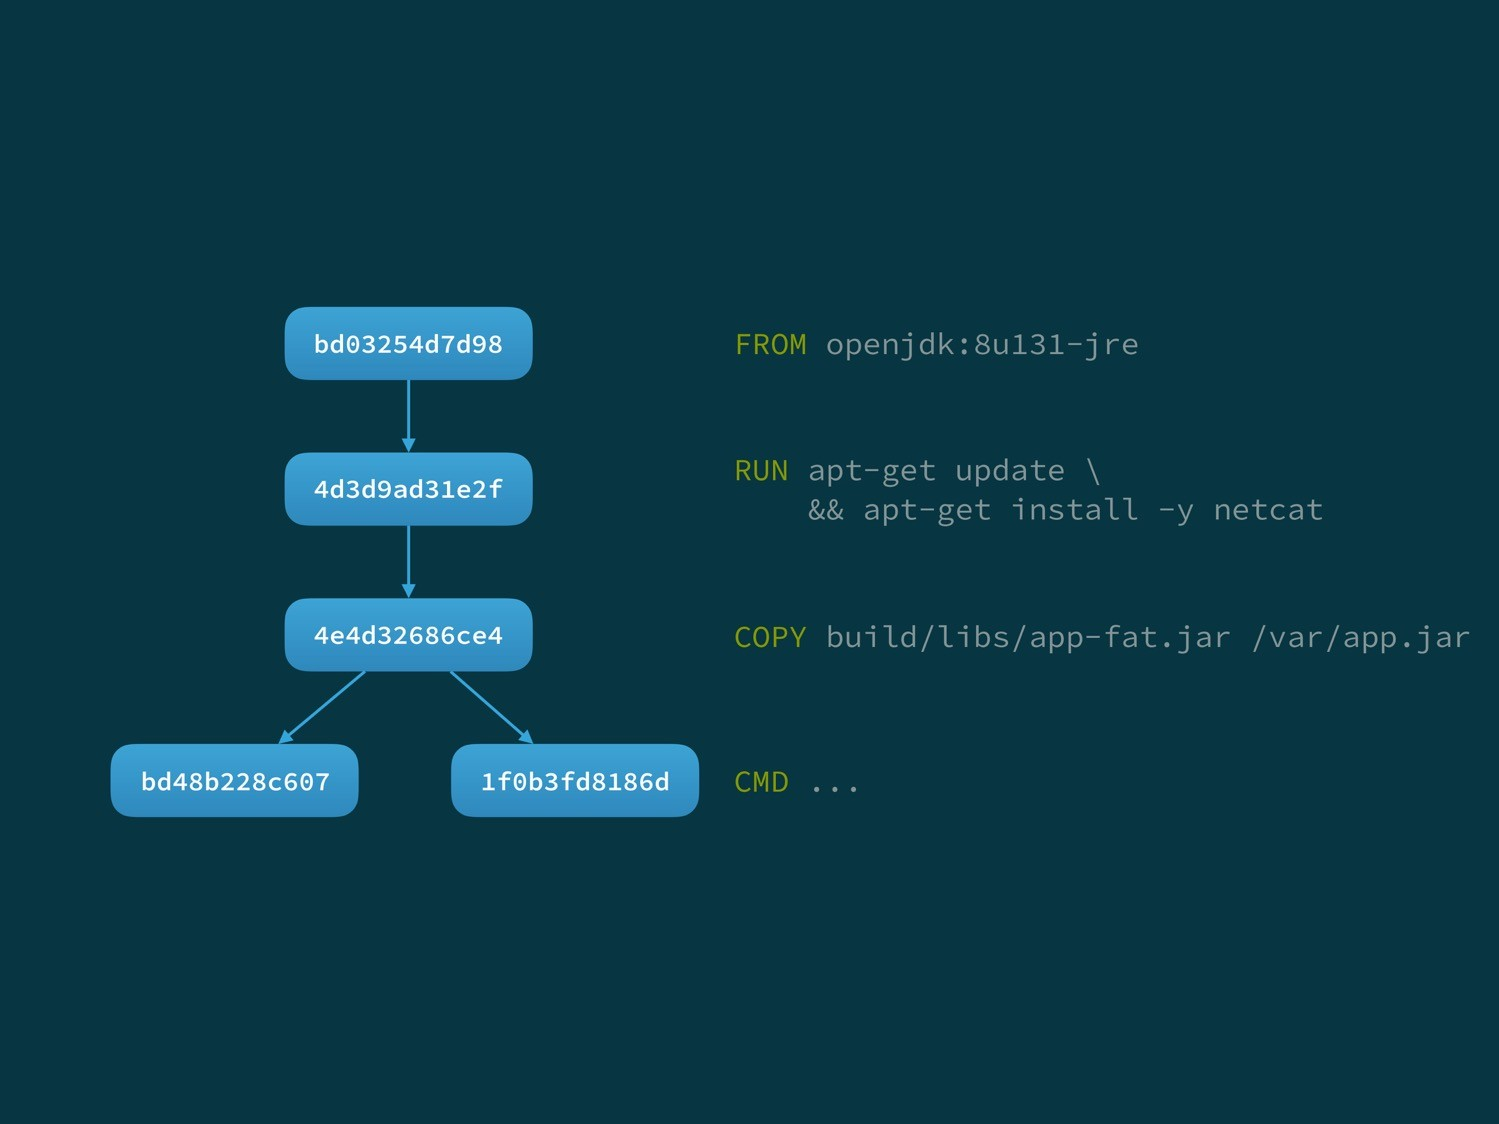 bd03254d7d98
FROM openjdk:8u131-jre
4d3d9ad31e2f
RUN apt-get update \
&& apt-get install -y netcat
4e4d32686ce4
COPY build/libs/app-fat.jar /var/app.jar
bd48b228c607
1f0b3fd8186d
CMD ...